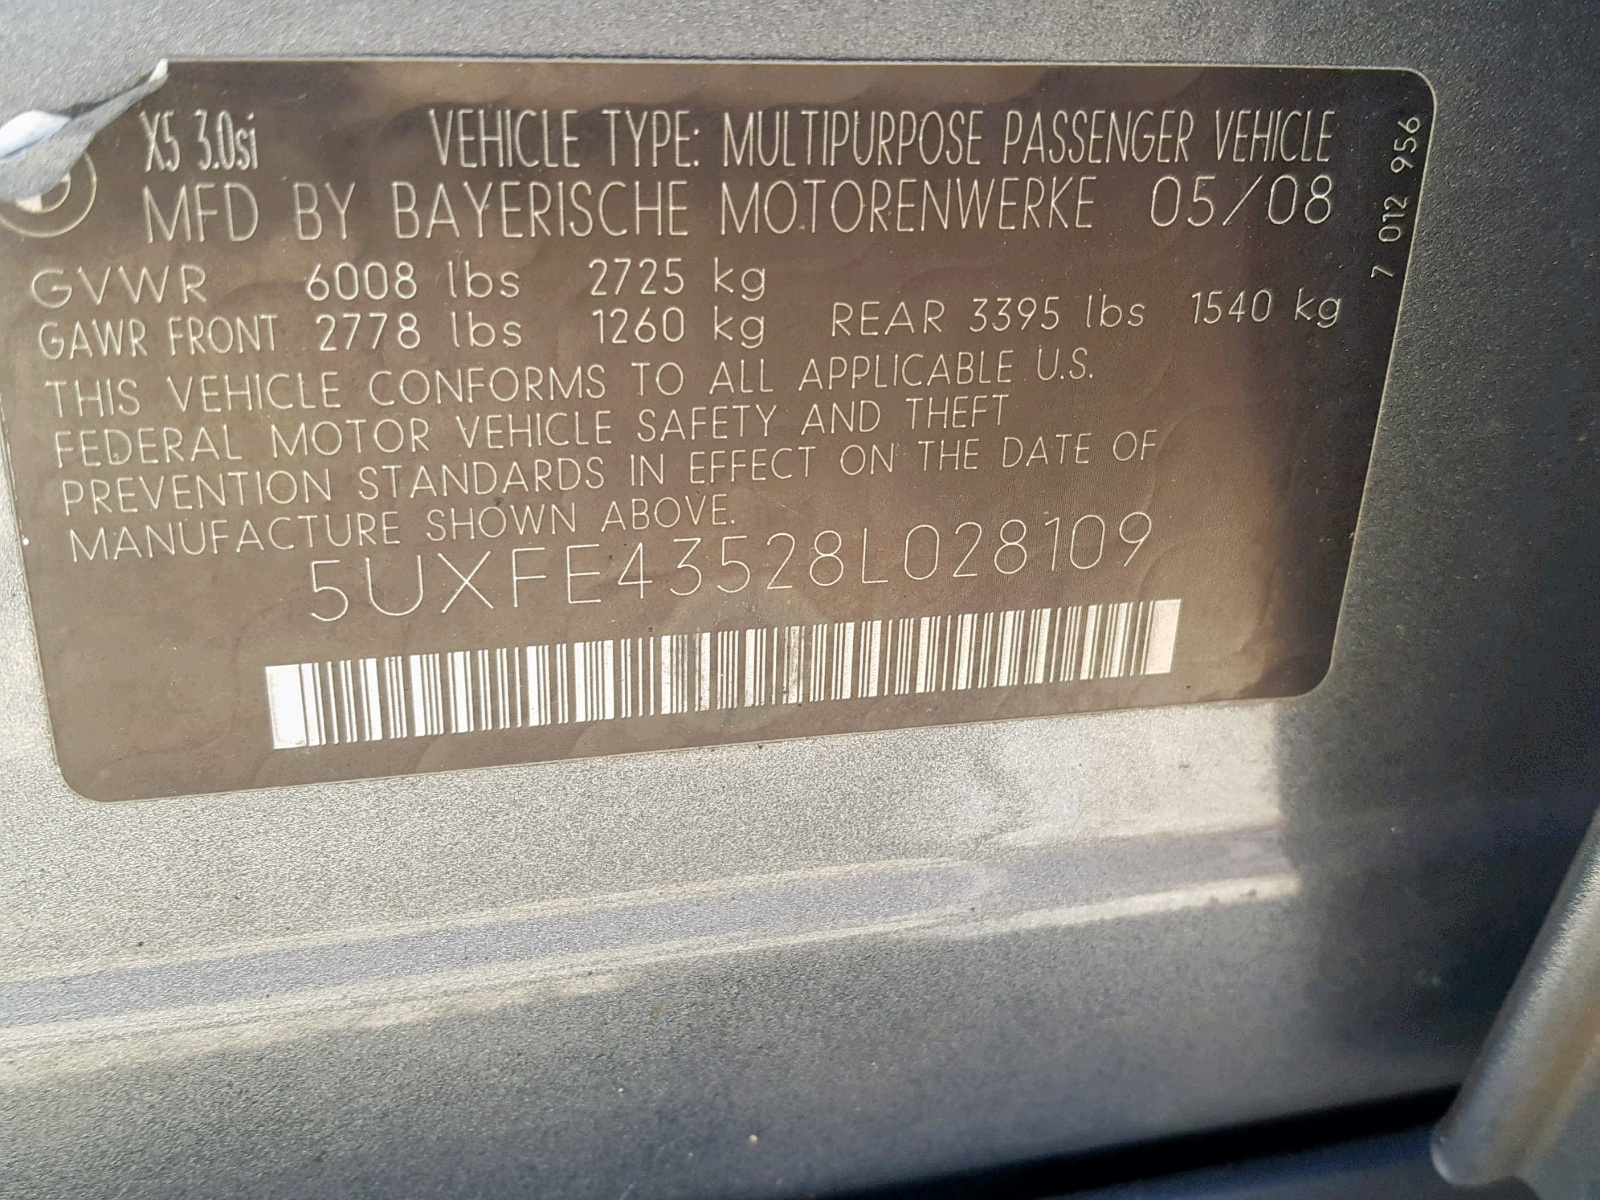 X5 3.0si VEHICLE TYPE: MULTIPURPOSE PASSENGER VEHICLE
MFD BY BAYERISCHE MOTORENWERKE 05/08
GVWR 6008 lbs 2725 kg
GAWR FRONT 2778 lbs 1260 kg REAR 3395 lbs 1540 kg
THIS VEHICLE CONFORMS TO ALL APPLICABLE U.S.
FEDERAL MOTOR VEHICLE SAFETY AND THEFT
PREVENTION STANDARDS IN EFFECT ON THE DATE OF
MANUFACTURE SHOWN ABOVE.
5UXFE43528L028109
7 012 956